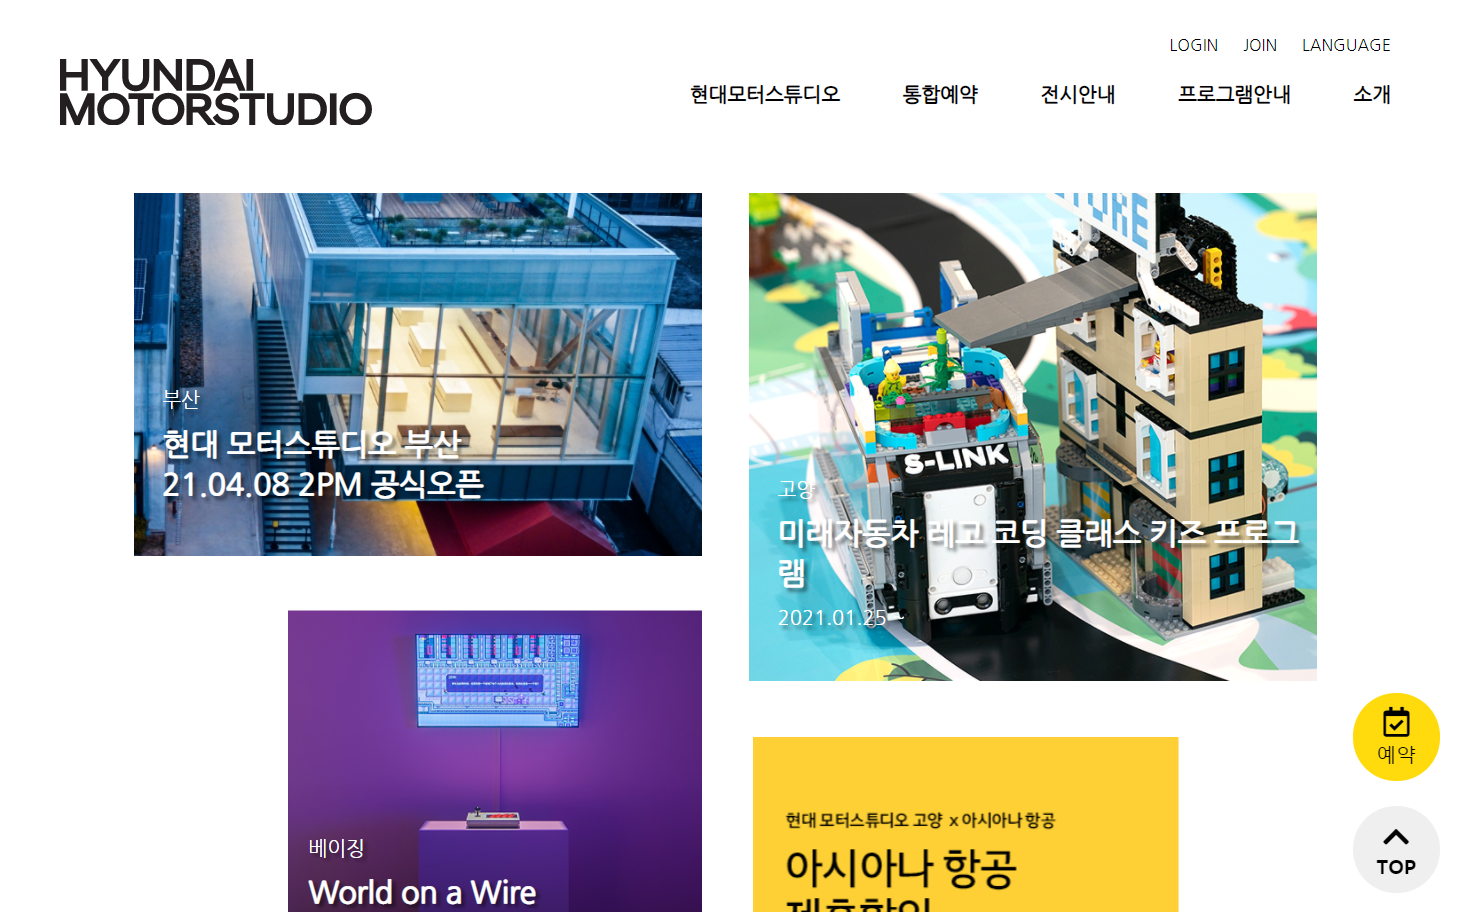 LOGIN JOIN LANGUAGE
HYUNDAI
MOTORSTUDIO
현대모터스튜디오 통합예약 전시안내 프로그램안내 소개
부산
현대 모터스튜디오 부산
21.04.08 2PM 공식오픈
STORE
S-LINK
고양
미래자동차 레고 코딩 클래스 키즈 프로그
램
2021.01.25 ~
베이징
World on a Wire
현대 모터스튜디오 고양 x 아시아나 항공
아시아나 항공
제휴할인
예약
TOP